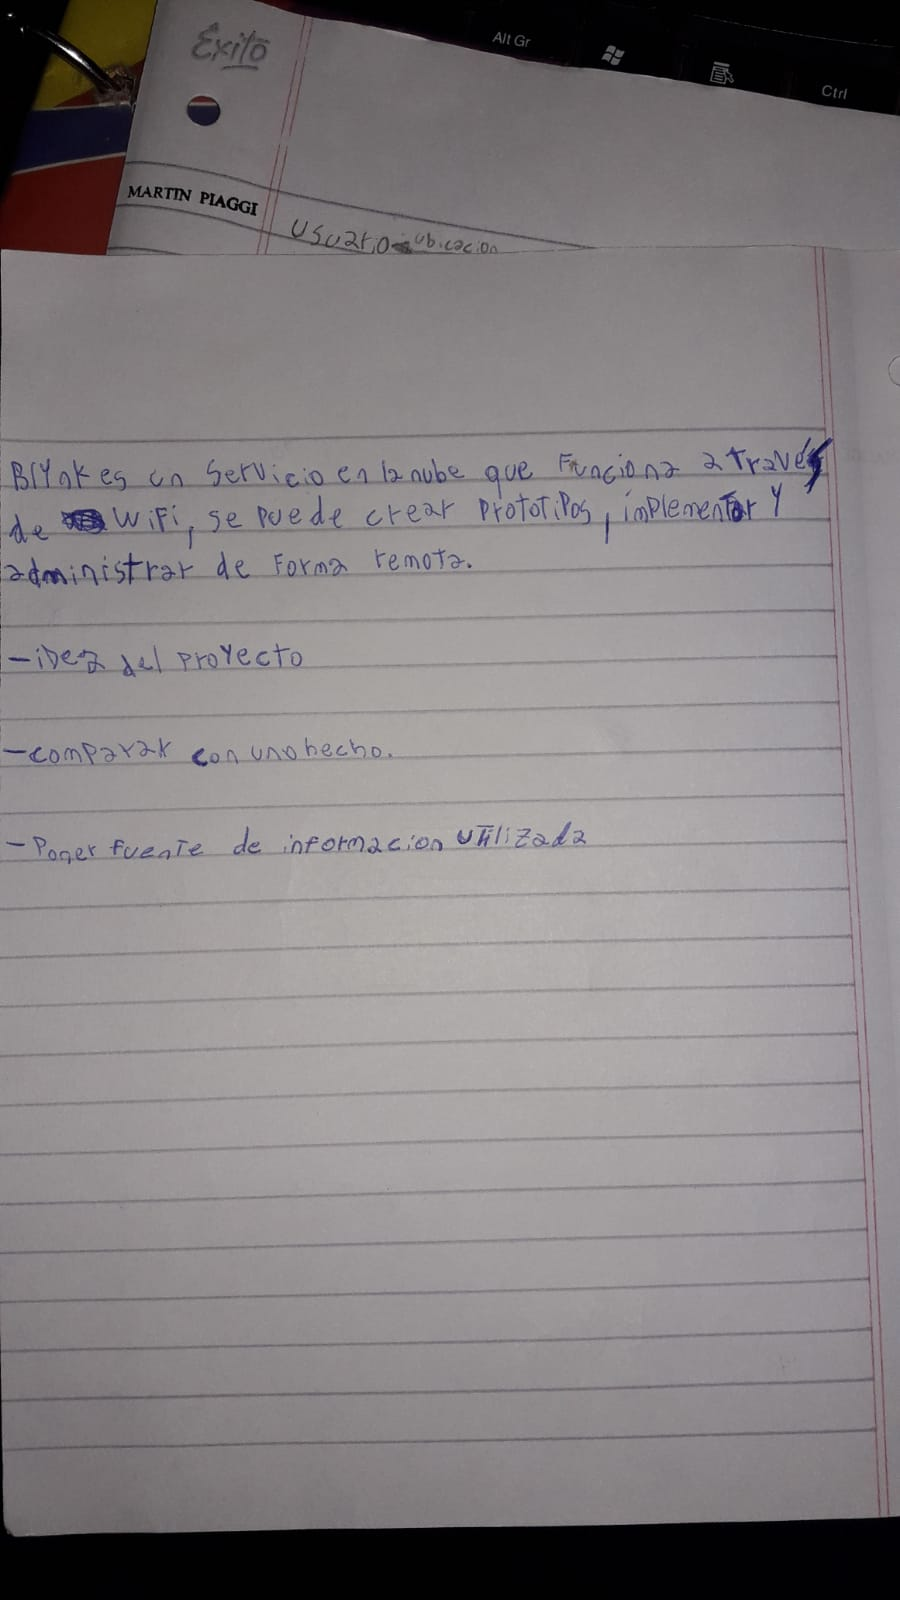 Alt Gr
Ctrl
Éxito
MARTIN PIAGGI
Usuario-ubicacion
Blynk es un servicio en la nube que Funciona a través
de WiFi, se puede crear prototipos, implementar y
administrar de Forma remota.
-iDea del proyecto
-comparar con uno hecho.
-Poner fuente de informacion utilizada